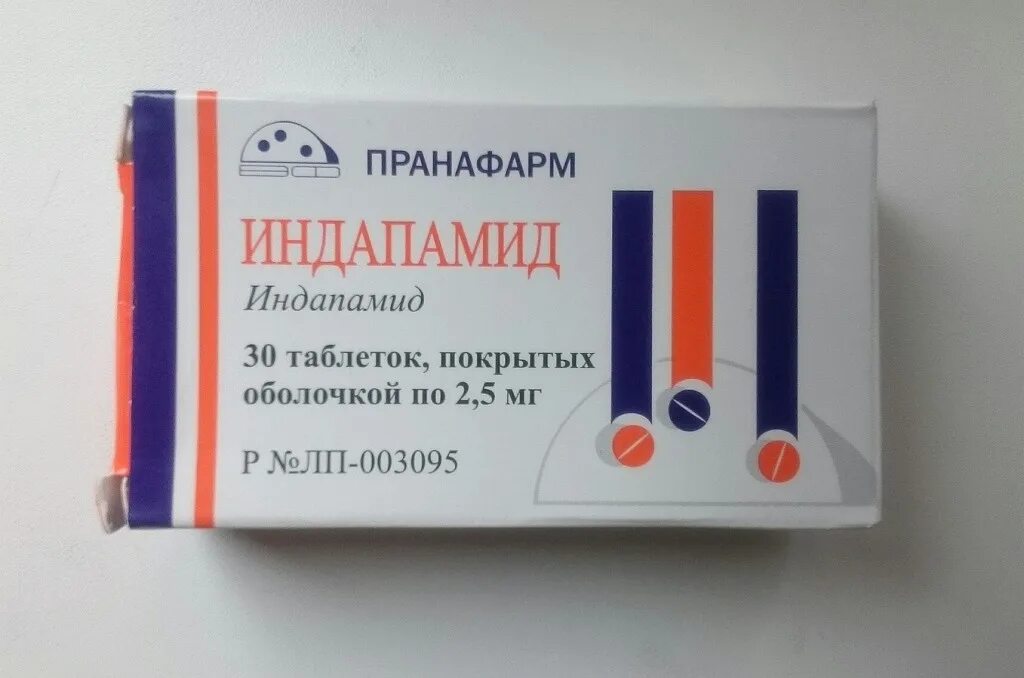 ПРАНАФАРМ
ИНДАПАМИД
Индапамид
30 таблеток, покрытых
оболочкой по 2,5 мг
Р №ЛП-003095